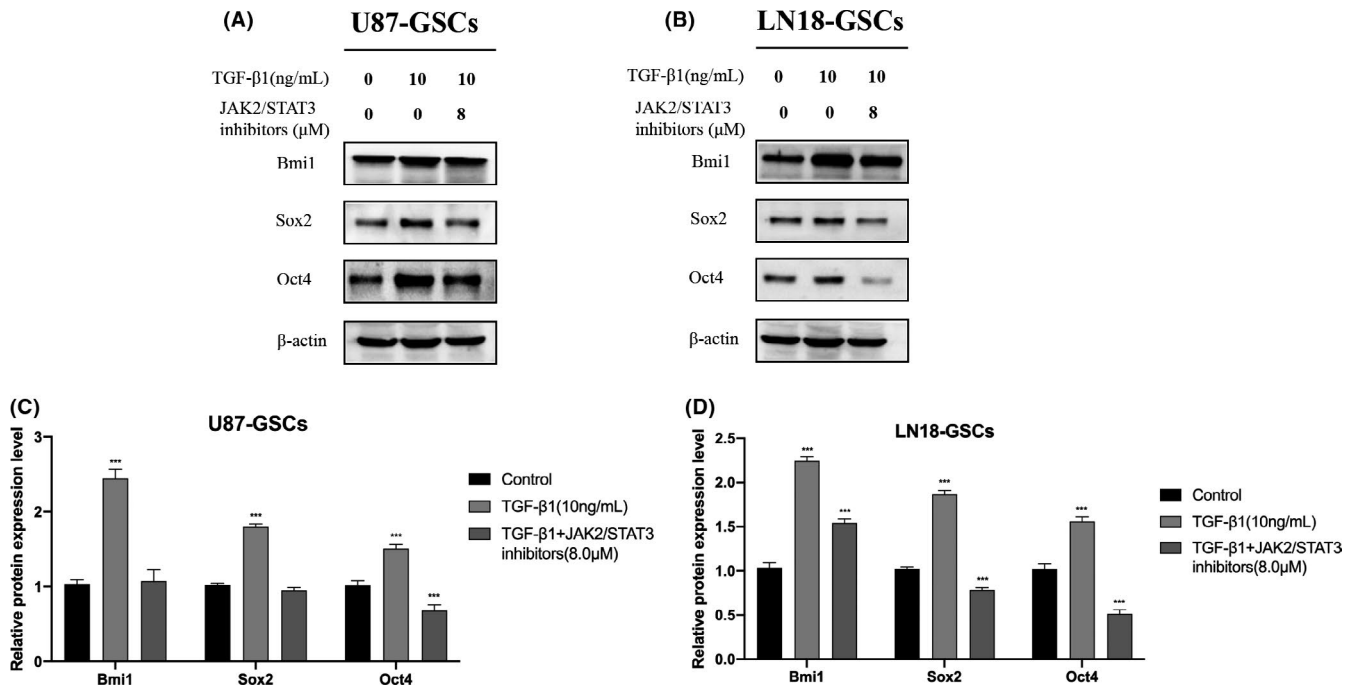 (A)
U87-GSCs
TGF-β1(ng/mL) 0 10 10
JAK2/STAT3
inhibitors (μM) 0 0 8
Bmi1
Sox2
Oct4
β-actin
(B)
LN18-GSCs
TGF-β1(ng/mL) 0 10 10
JAK2/STAT3
inhibitors (μM) 0 0 8
Bmi1
Sox2
Oct4
β-actin
(C)
U87-GSCs
Relative protein expression level
3
2
1
0
*** *** *** ***
Bmi1 Sox2 Oct4
Control
TGF-β1(10ng/mL)
TGF-β1+JAK2/STAT3
inhibitors(8.0μM)
(D)
LN18-GSCs
Relative protein expression level
2.5
2.0
1.5
1.0
0.5
0.0
*** *** *** *** *** ***
Bmi1 Sox2 Oct4
Control
TGF-β1(10ng/mL)
TGF-β1+JAK2/STAT3
inhibitors(8.0μM)